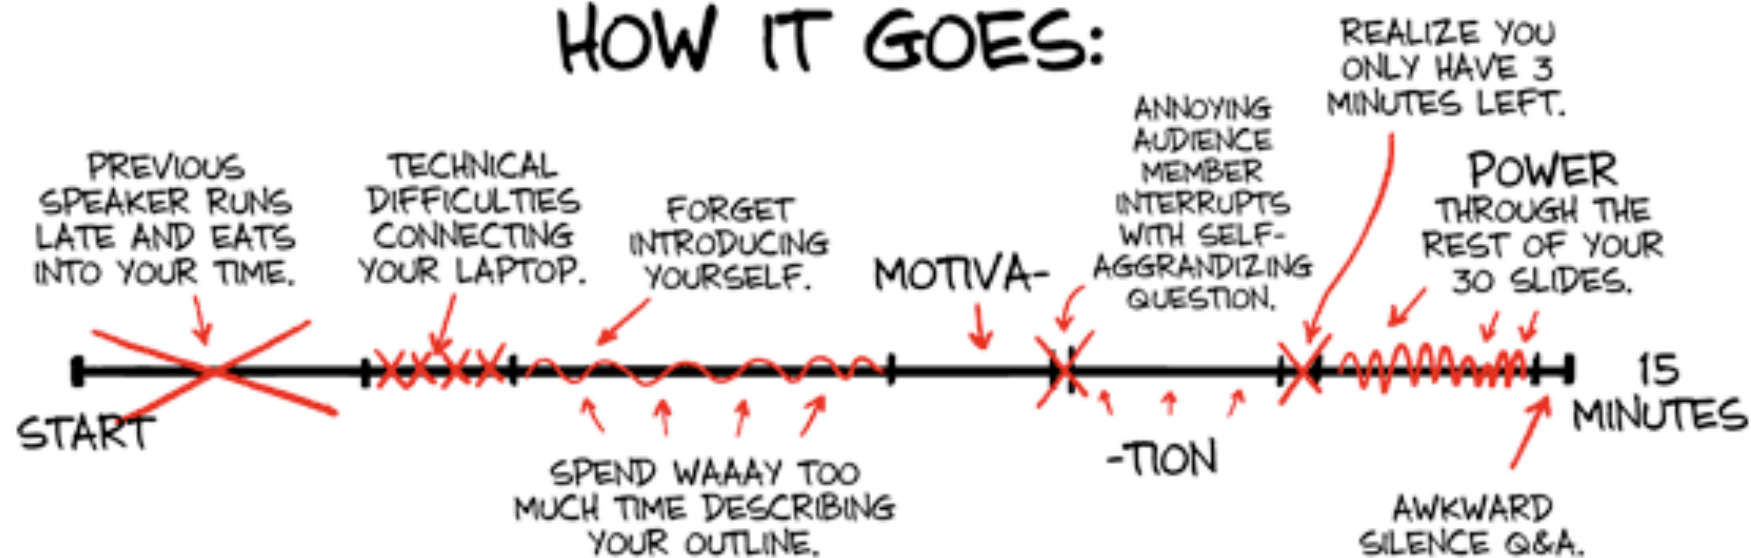 HOW IT GOES:
PREVIOUS
SPEAKER RUNS
LATE AND EATS
INTO YOUR TIME.
TECHNICAL
DIFFICULTIES
CONNECTING
YOUR LAPTOP.
FORGET
INTRODUCING
YOURSELF.
MOTIVA-
ANNOYING
AUDIENCE
MEMBER
INTERRUPTS
WITH SELF-
AGGRANDIZING
QUESTION.
REALIZE YOU
ONLY HAVE 3
MINUTES LEFT.
POWER
THROUGH THE
REST OF YOUR
30 SLIDES.
START
SPEND WAAAY TOO
MUCH TIME DESCRIBING
YOUR OUTLINE.
-TION
AWKWARD
SILENCE Q&A.
15
MINUTES